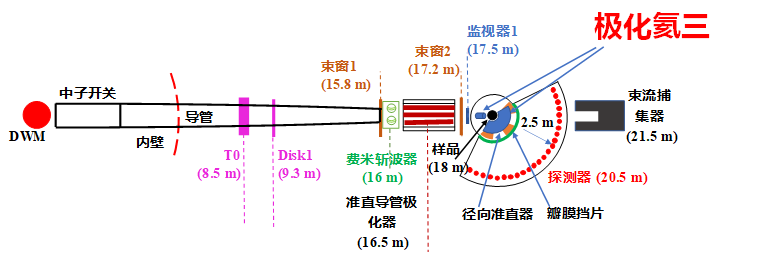 极化氦三
监视器1
(17.5 m)
束窗1
(15.8 m)
束窗2
(17.2 m)
中子开关
导管
DWM
内壁
T0
(8.5 m)
Disk1
(9.3 m)
费米斩波器
(16 m)
准直导管极
化器
(16.5 m)
样品
(18 m)
2.5 m
束流捕
集器
(21.5 m)
探测器 (20.5 m)
径向准直器
瓣膜挡片